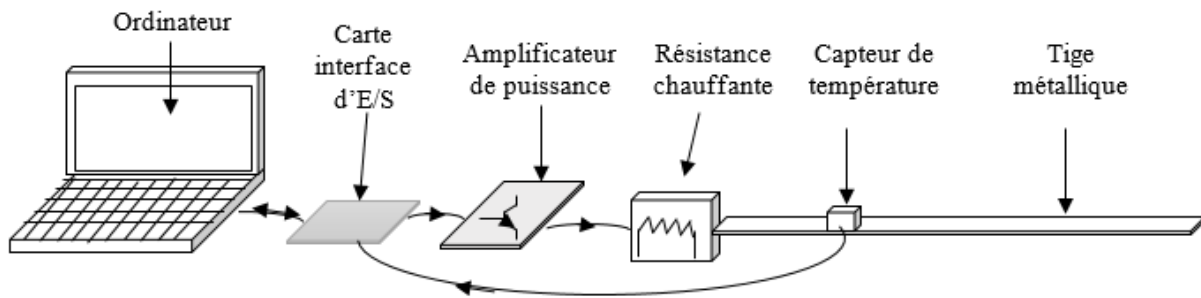 Ordinateur
Carte
interface
d’E/S
Amplificateur
de puissance
Résistance
chauffante
Capteur de
température
Tige
métallique